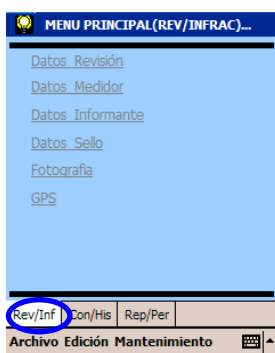 MENU PRINCIPAL(REV/INFRAC)...
Datos Revisión
Datos Medidor
Datos Informante
Datos Sello
Fotografia
GPS
Rev/Inf Con/His Rep/Per
Archivo Edición Mantenimiento